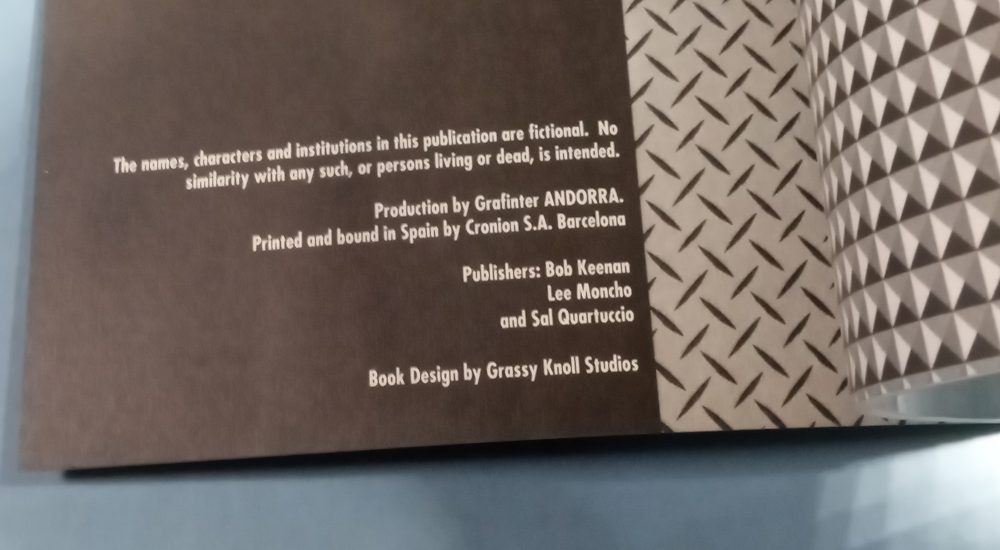 The names, characters and institutions in this publication are fictional. No
similarity with any such, or persons living or dead, is intended.
Production by Grafinter ANDORRA.
Printed and bound in Spain by Cronion S.A. Barcelona
Publishers: Bob Keenan
Lee Moncho
and Sal Quartuccio
Book Design by Grassy Knoll Studios